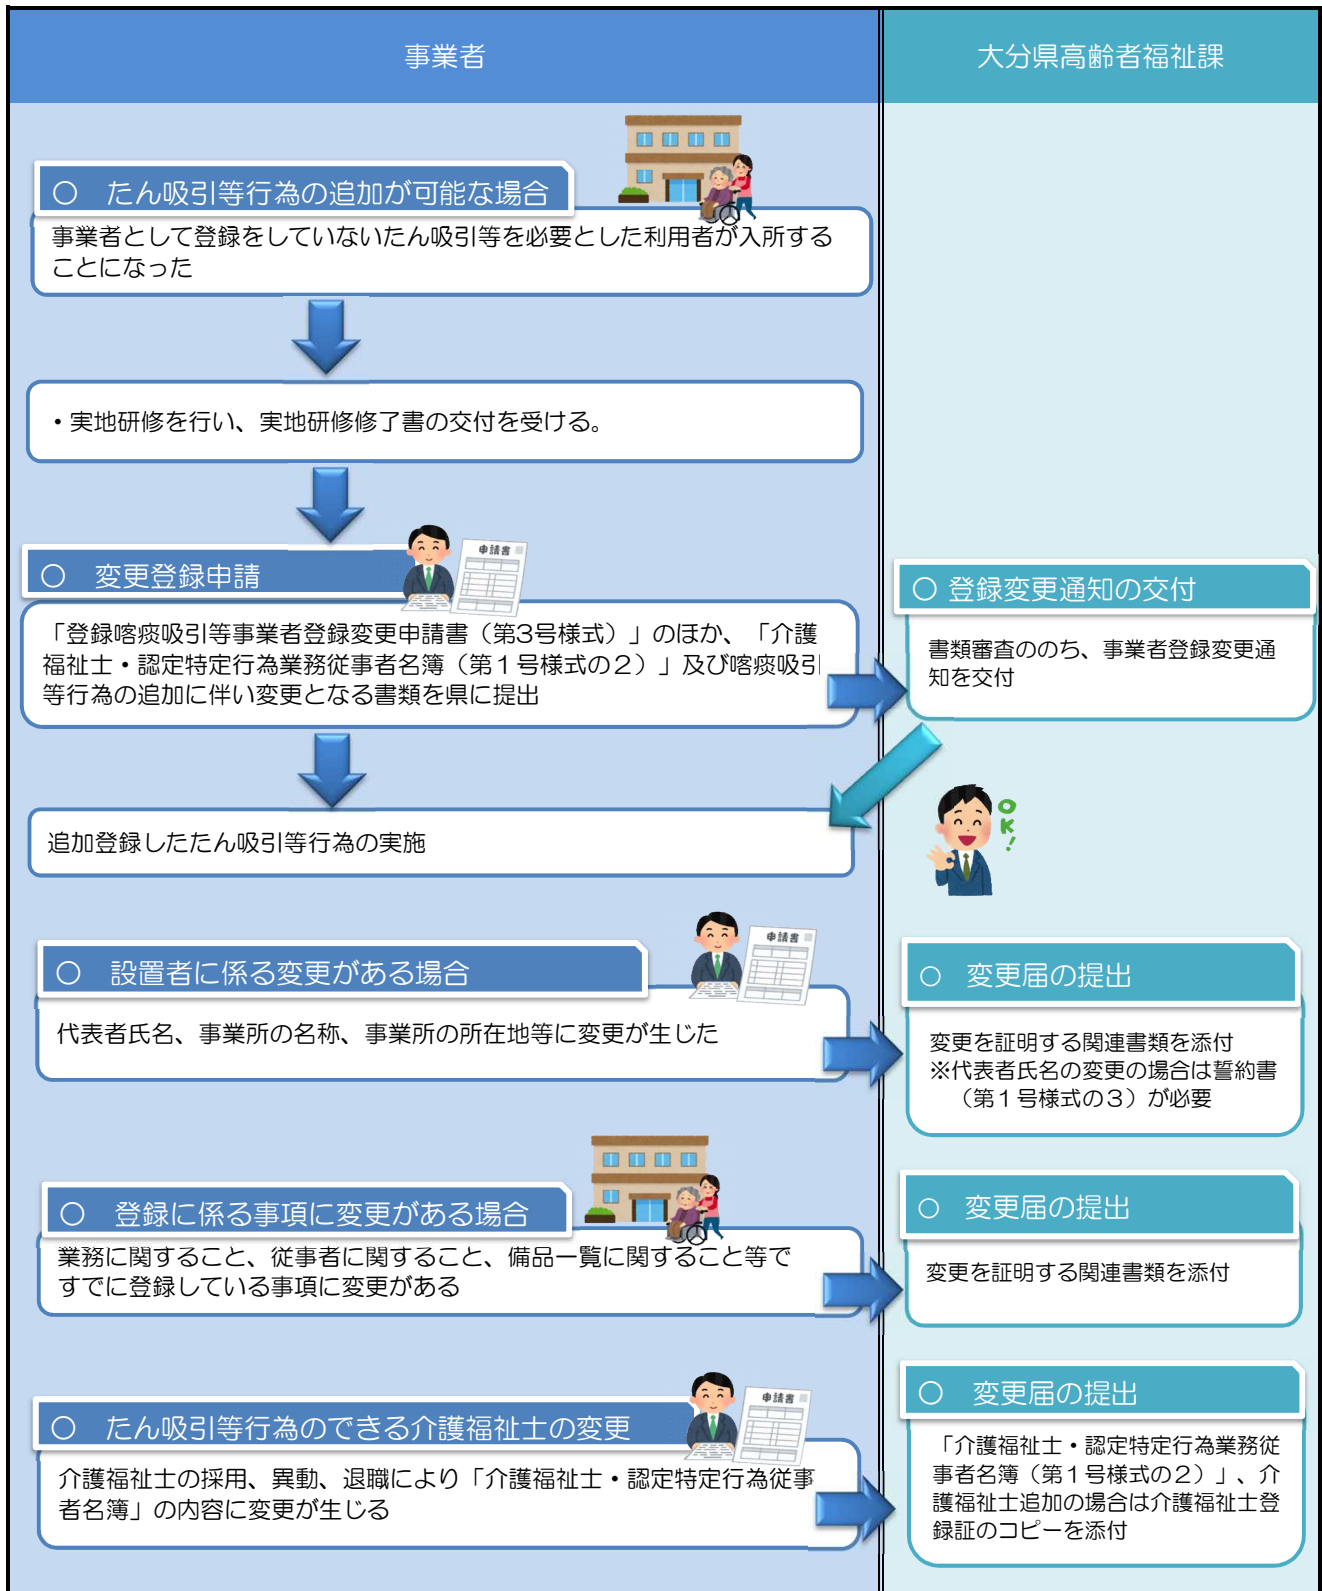 事業者
大分県高齢者福祉課
○　たん吸引等行為の追加が可能な場合
事業者として登録をしていないたん吸引等を必要とした利用者が入所する
ことになった
・実地研修を行い、実地研修修了書の交付を受ける。
申請書
○　変更登録申請
「登録喀痰吸引等事業者登録変更申請書（第3号様式）」のほか、「介護
福祉士・認定特定行為業務従事者名簿（第１号様式の２）」及び喀痰吸引
等行為の追加に伴い変更となる書類を県に提出
○ 登録変更通知の交付
書類審査ののち、事業者登録変更通
知を交付
追加登録したたん吸引等行為の実施
OK!
申請書
○　設置者に係る変更がある場合
代表者氏名、事業所の名称、事業所の所在地等に変更が生じた
○　変更届の提出
変更を証明する関連書類を添付
※代表者氏名の変更の場合は誓約書
（第１号様式の３）が必要
○　登録に係る事項に変更がある場合
業務に関すること、従事者に関すること、備品一覧に関すること等で
すでに登録している事項に変更がある
○　変更届の提出
変更を証明する関連書類を添付
申請書
○　たん吸引等行為のできる介護福祉士の変更
介護福祉士の採用、異動、退職により「介護福祉士・認定特定行為従事
者名簿」の内容に変更が生じる
○　変更届の提出
「介護福祉士・認定特定行為業務従
事者名簿（第１号様式の２）」、介
護福祉士追加の場合は介護福祉士登
録証のコピーを添付